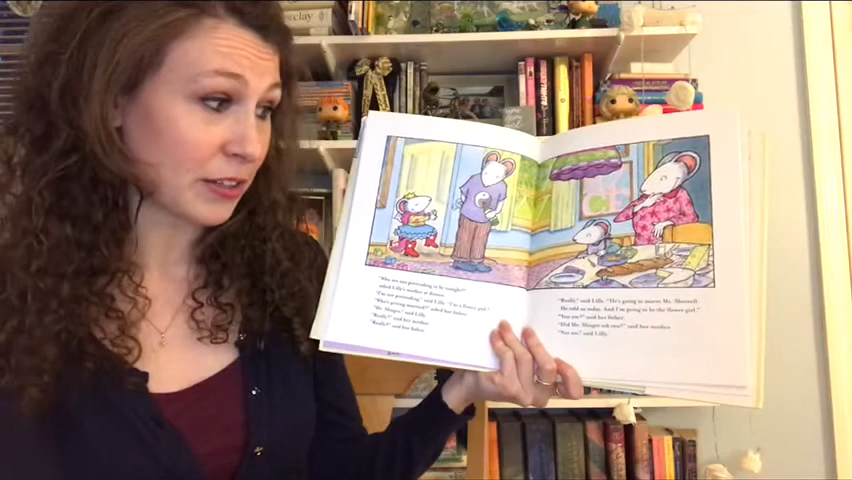 "Who are you pretending to be tonight?"
asked Lilly's mother at dinner.
"I'm not pretending," said Lilly. "I'm a flower girl."
"Who's getting married?" asked her father.
"Mr. Slinger," said Lilly.
"Really?" said her mother.
"Really?" said her father.
"Really," said Lilly. "He's going to marry Ms. Shotwell.
He told us today. And I'm going to be the flower girl."
"You are?" said her father.
"Did Mr. Slinger ask you?" said her mother.
"Not yet," said Lilly.